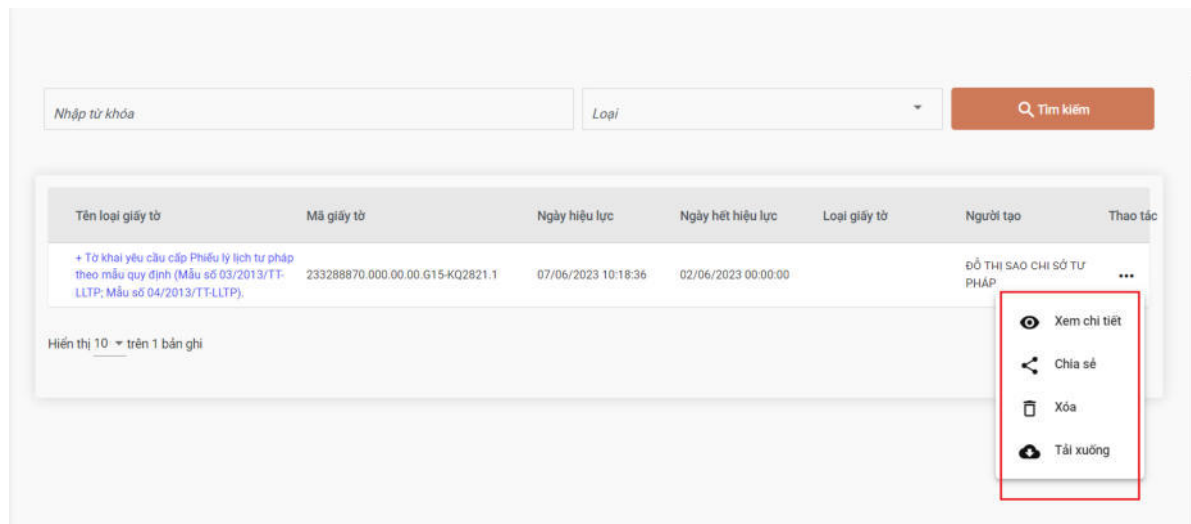 Nhập từ khóa
Loại
Tìm kiếm
Tên loại giấy tờ Mã giấy tờ Ngày hiệu lực Ngày hết hiệu lực Loại giấy tờ Người tạo Thao tác
+ Tờ khai yêu cầu cấp Phiếu lý lịch tư pháp
theo mẫu quy định (Mẫu số 03/2013/TT-
LLTP; Mẫu số 04/2013/TT-LLTP).
233288870.000.00.00.G15-KQ2821.1
07/06/2023 10:18:36
02/06/2023 00:00:00
ĐỖ THỊ SAO CHI SỞ TƯ
PHÁP
Xem chi tiết
Chia sẻ
Xóa
Tải xuống
Hiển thị 10 trên 1 bản ghi